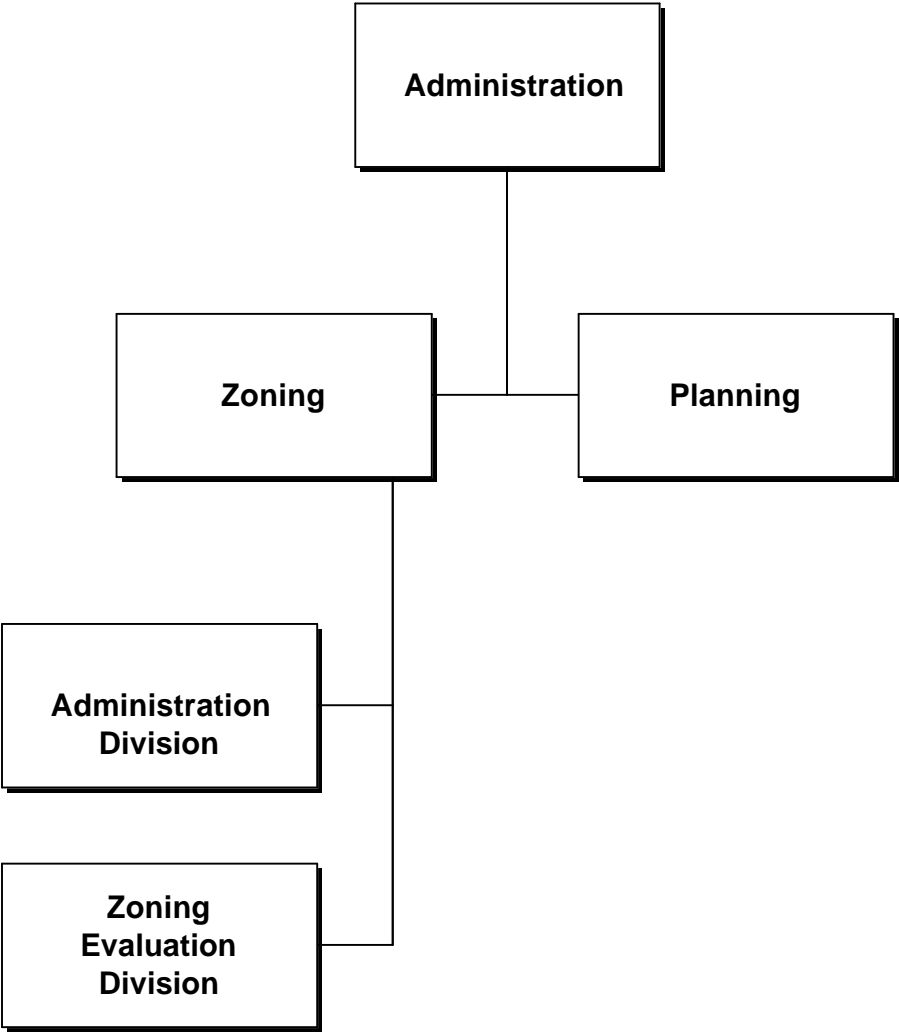 Administration
Zoning
Planning
Administration
Division
Zoning
Evaluation
Division